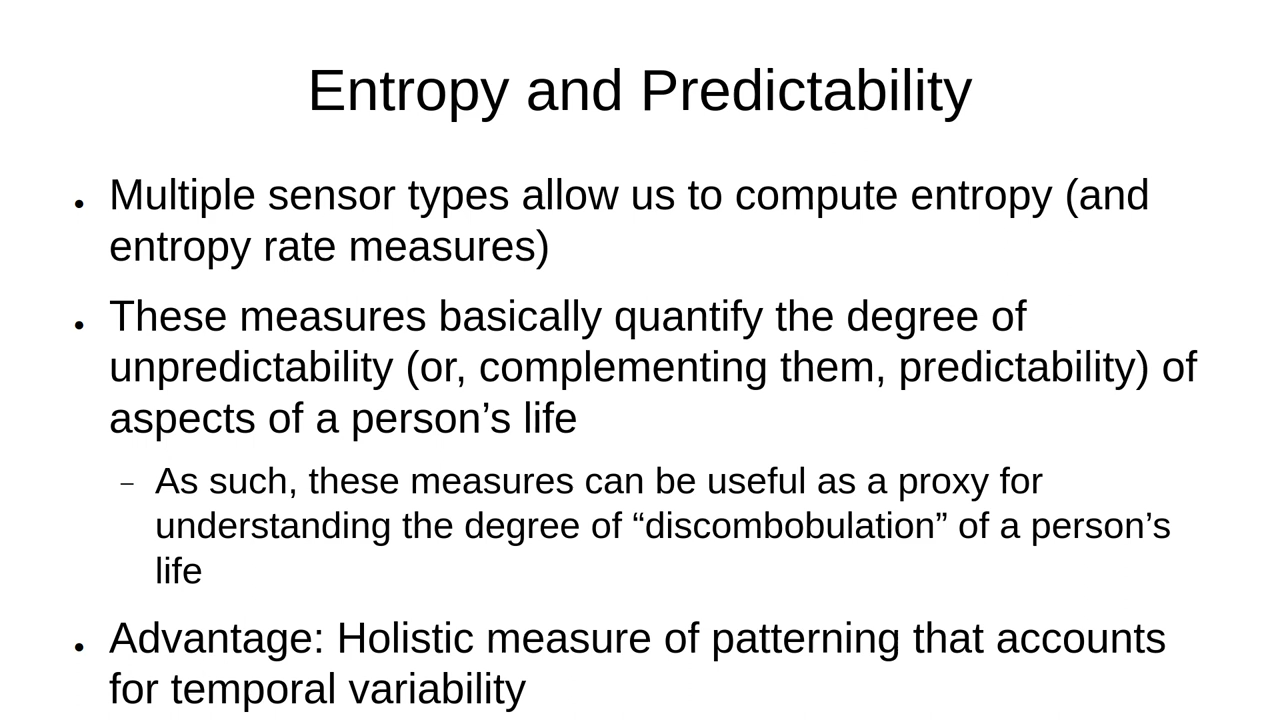 Entropy and Predictability
● Multiple sensor types allow us to compute entropy (and
entropy rate measures)
● These measures basically quantify the degree of
unpredictability (or, complementing them, predictability) of
aspects of a person’s life
– As such, these measures can be useful as a proxy for
understanding the degree of “discombobulation” of a person’s
life
● Advantage: Holistic measure of patterning that accounts
for temporal variability